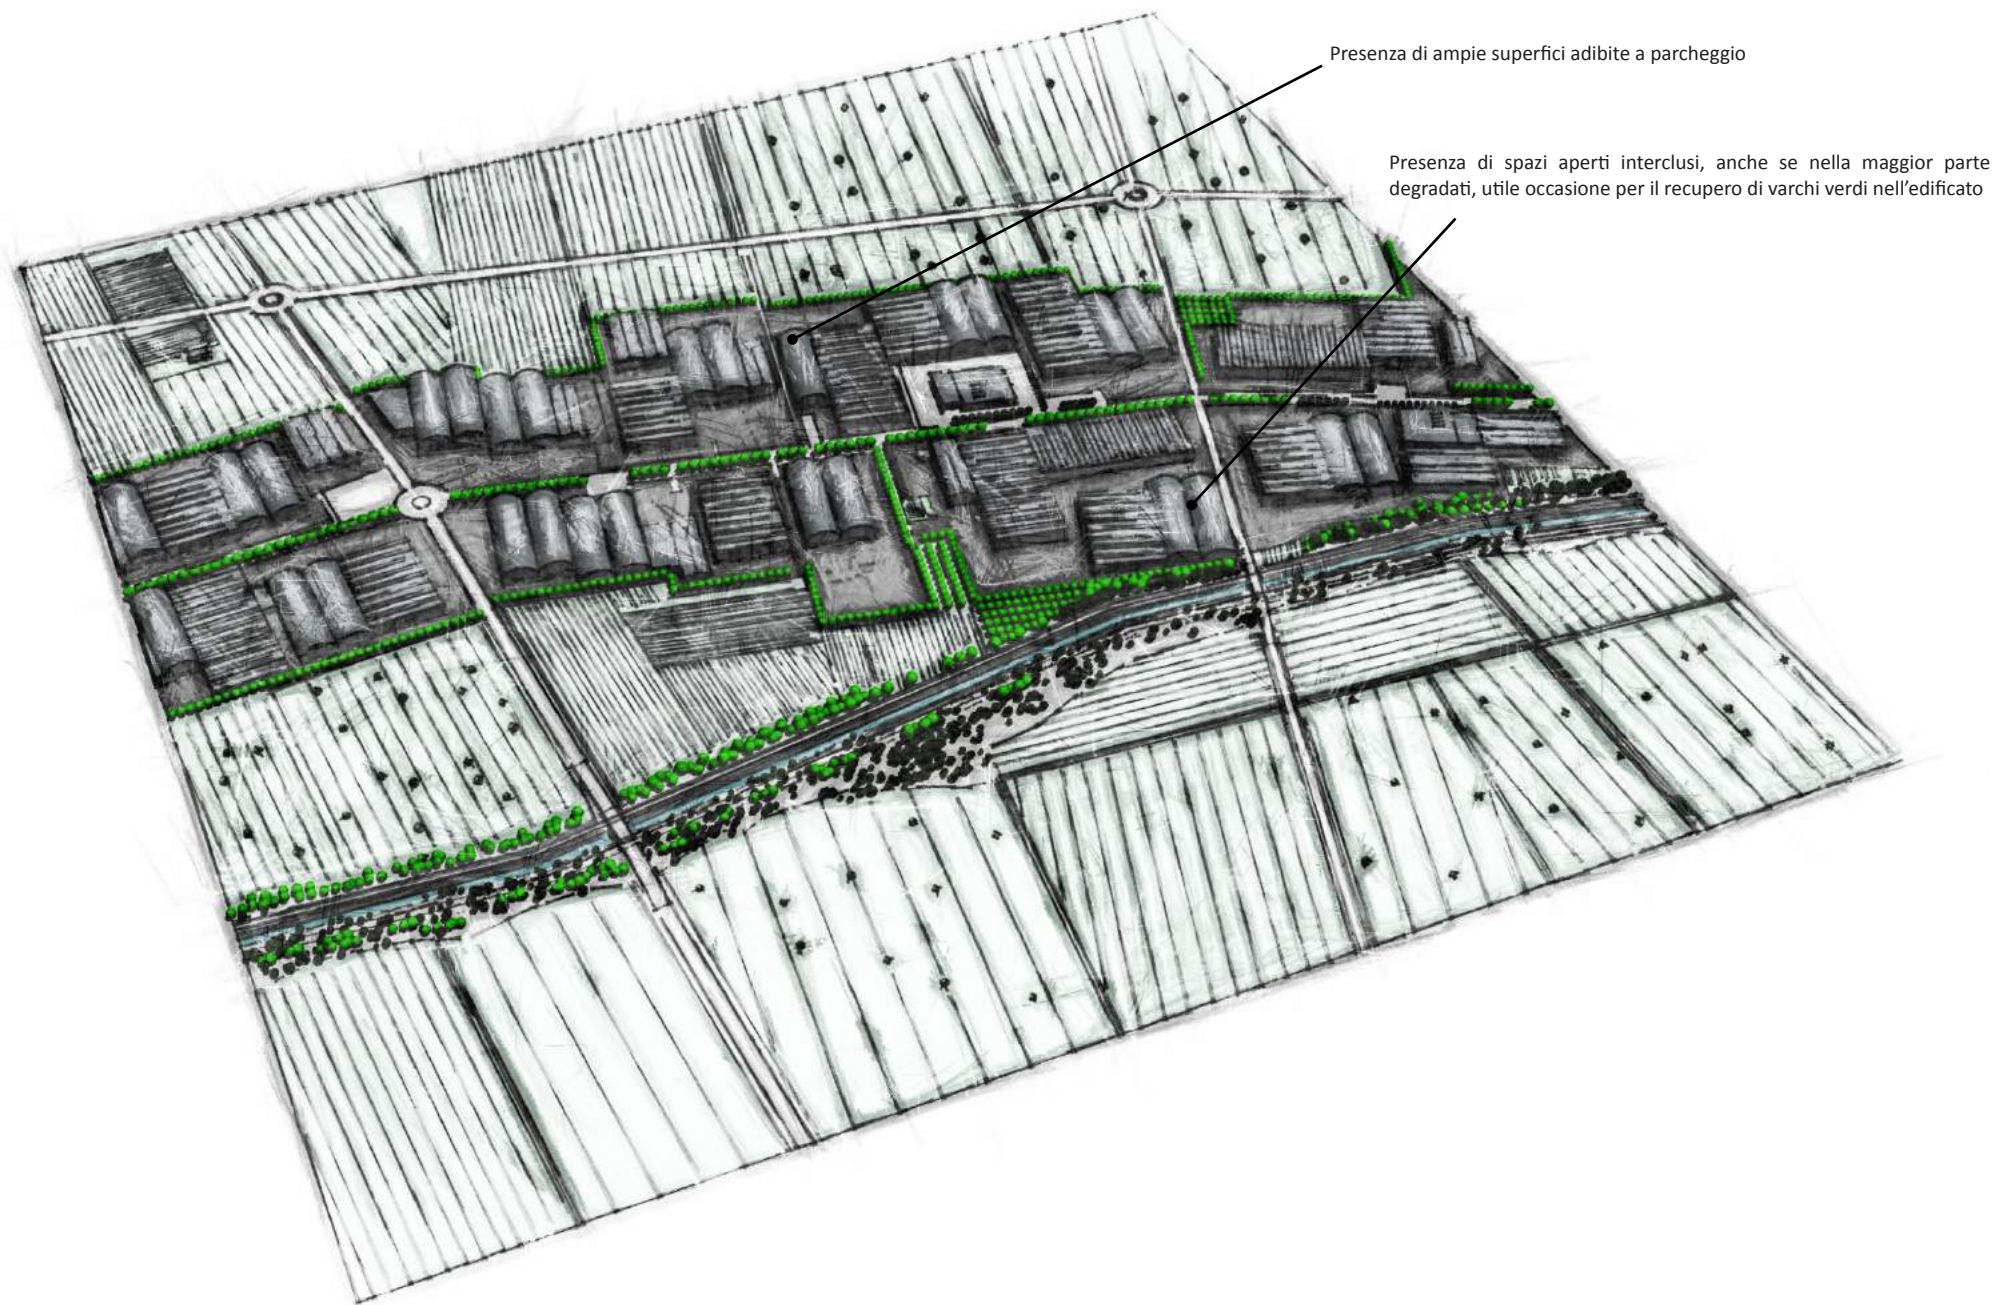 Presenza di ampie superfici adibite a parcheggio
Presenza di spazi aperti interclusi, anche se nella maggior parte
degradati, utile occasione per il recupero di varchi verdi nell'edificato